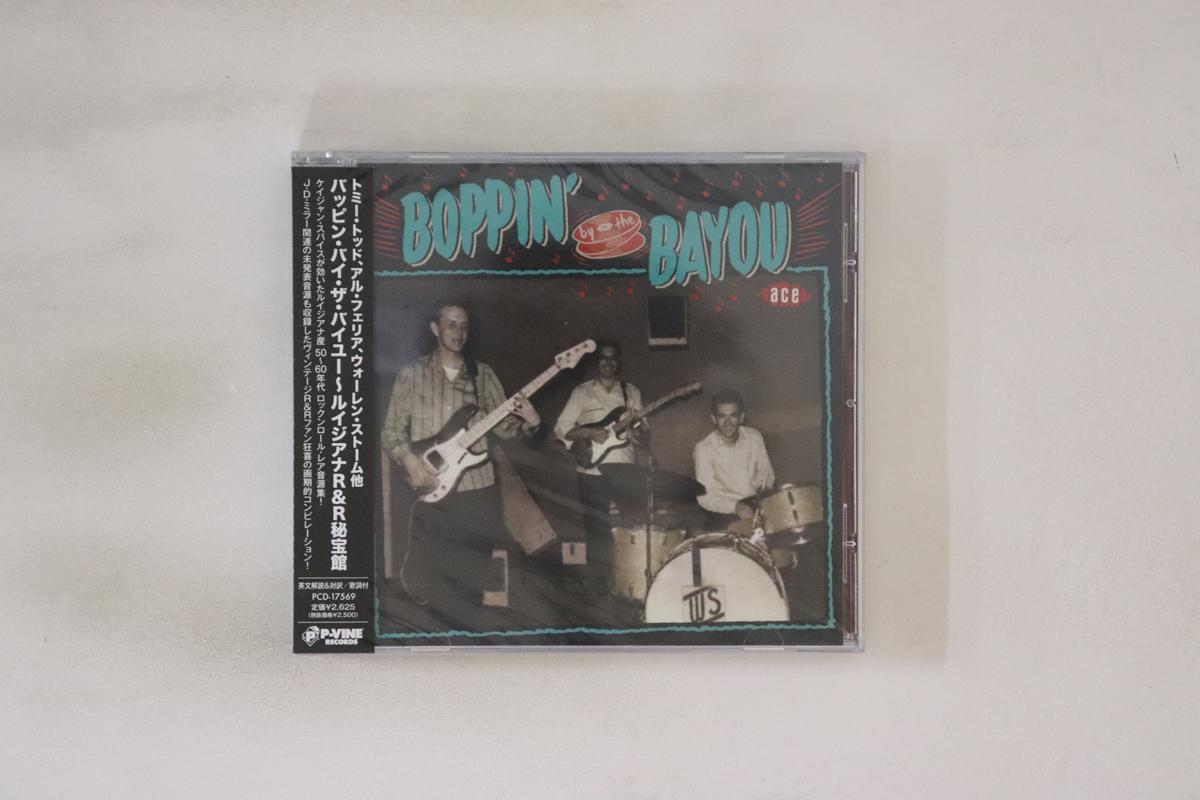 BOPPIN'
by the
BAYOU
ace
TWS
トミー・トッド、アル・フェリア、ウォーレン・ストーム他
バッピン・バイ・ザ・バイユー~ルイジアナR&R秘宝館
ケイジャン・スパイスが効いたルイジアナ産 50~60年代 ロックンロール・レア音源集!
J・D・ミラー関連の未発表音源も収録したヴィンテージR&Rファン狂喜の画期的コンピレーション!
英文解説&対訳/歌詞付
PCD-17569
定価¥2,625
(税抜価格¥2,500)
P-VINE
RECORDS